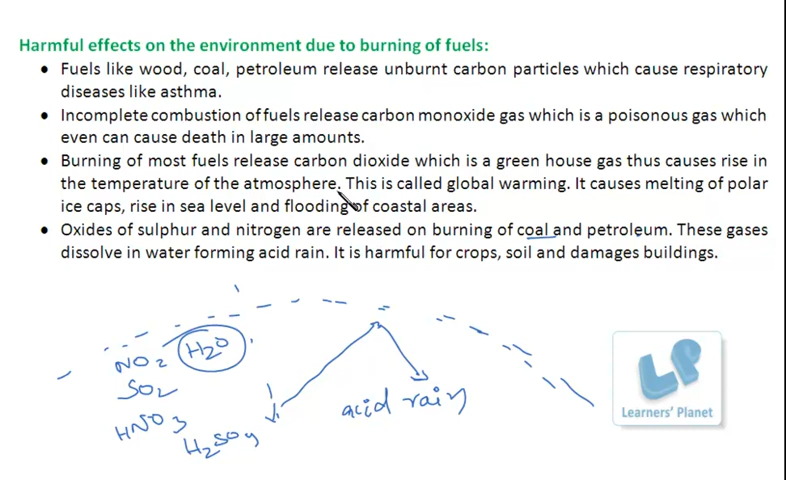 Harmful effects on the environment due to burning of fuels:
• Fuels like wood, coal, petroleum release unburnt carbon particles which cause respiratory
diseases like asthma.
• Incomplete combustion of fuels release carbon monoxide gas which is a poisonous gas which
even can cause death in large amounts.
• Burning of most fuels release carbon dioxide which is a green house gas thus causes rise in
the temperature of the atmosphere. This is called global warming. It causes melting of polar
ice caps, rise in sea level and flooding of coastal areas.
• Oxides of sulphur and nitrogen are released on burning of coal and petroleum. These gases
dissolve in water forming acid rain. It is harmful for crops, soil and damages buildings.
NO2 H2O
SO2
HNO3
H2SO4
acid rain
LP
Learners' Planet